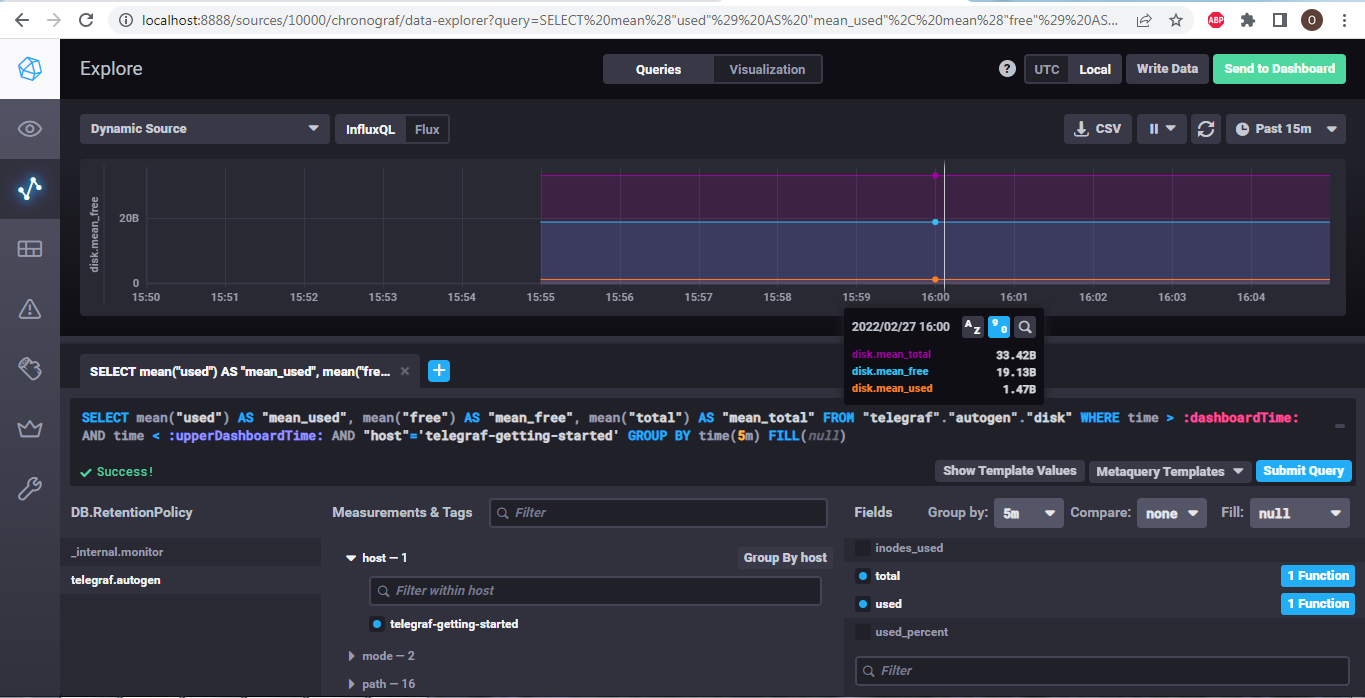 localhost:8888/sources/10000/chronograf/data-explorer?query=SELECT%20mean%28"used"%29%20AS%20"mean_used"%2C%20mean%28"free"%29%20AS...
ABP
O
Explore
Queries
Visualization
?
UTC
Local
Write Data
Send to Dashboard
Dynamic Source
InfluxQL
Flux
CSV
Past 15m
disk.mean_free
20B
0
15:50 15:51 15:52 15:53 15:54 15:55 15:56 15:57 15:58 15:59 16:00 16:01 16:02 16:03 16:04
2022/02/27 16:00
A Z
9 0
disk.mean_total 33.42B
disk.mean_free 19.13B
disk.mean_used 1.47B
SELECT mean("used") AS "mean_used", mean("fre...
SELECT mean("used") AS "mean_used", mean("free") AS "mean_free", mean("total") AS "mean_total" FROM "telegraf"."autogen"."disk" WHERE time > :dashboardTime:
AND time < :upperDashboardTime: AND "host"='telegraf-getting-started' GROUP BY time(5m) FILL(null)
Success!
Show Template Values
Metaquery Templates
Submit Query
DB.RetentionPolicy
Measurements & Tags
Filter
Fields
Group by: 5m
Compare: none
Fill: null
_internal.monitor
telegraf.autogen
host — 1
Group By host
Filter within host
telegraf-getting-started
mode — 2
path — 16
inodes_used
total
1 Function
used
1 Function
used_percent
Filter